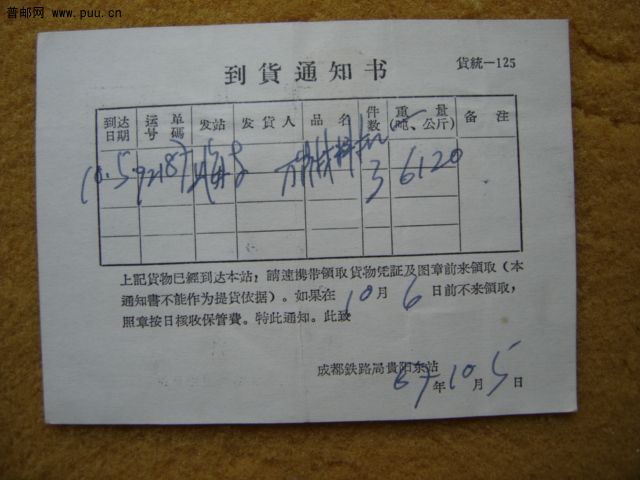 普邮网 www.puu.cn
到貨通知书
貨統—125
到达日期 运单号碼 发站 发貨人 品名 件数 重量(吨、公斤) 备注
10.5 3 6120
上記貨物已經到达本站，請速携带領取貨物凭証及图章前来領取（本
通知書不能作为提貨依据）。如果在 10 月 6 日前不来領取，
照章按日核收保管費。特此通知。此致
成都鉄路局貴阳东站
67年10月5日